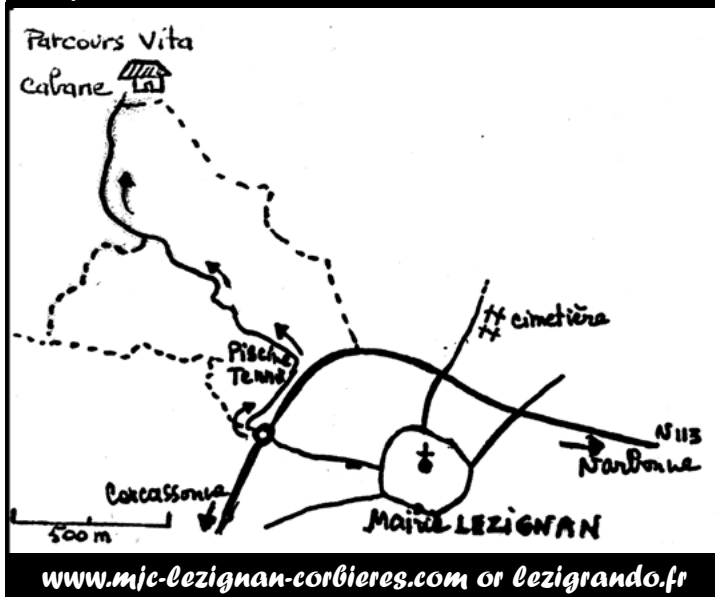 Parcours Vita
Cabane
cimetière
Pischne
Tennis
N113
Narbonne
Carcassonne
Mairie LEZIGNAN
500 m
www.mjc-lezignan-corbieres.com or lezigrando.fr